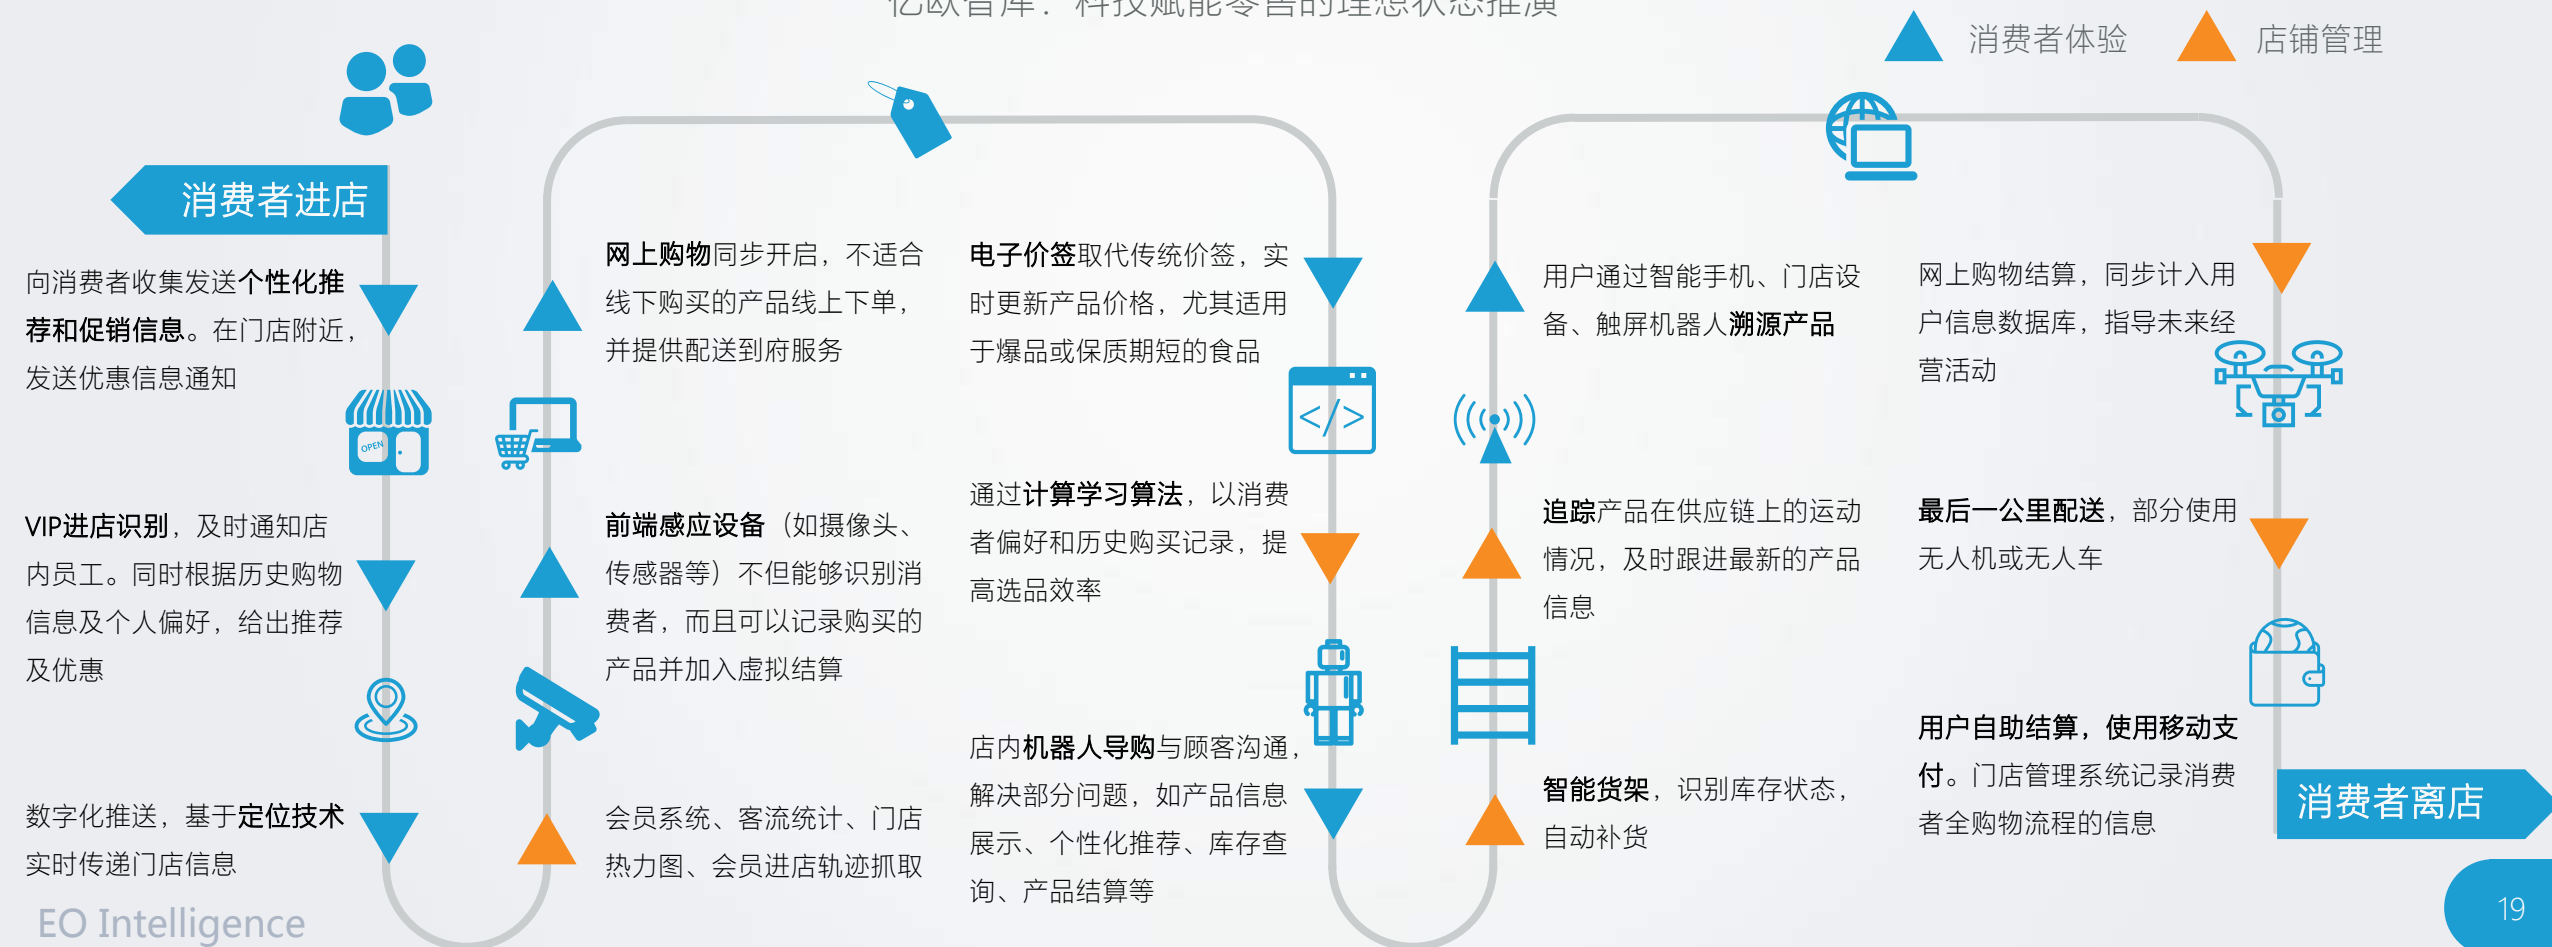 亿欧智库：科技赋能零售的理想状态推演
消费者体验
店铺管理
消费者进店
向消费者收集发送个性化推
荐和促销信息。在门店附近，
发送优惠信息通知
OPEN
VIP进店识别，及时通知店
内员工。同时根据历史购物
信息及个人偏好，给出推荐
及优惠
数字化推送，基于定位技术
实时传递门店信息
网上购物同步开启，不适合
线下购买的产品线上下单，
并提供配送到府服务
前端感应设备（如摄像头、
传感器等）不但能够识别消
费者，而且可以记录购买的
产品并加入虚拟结算
会员系统、客流统计、门店
热力图、会员进店轨迹抓取
电子价签取代传统价签，实
时更新产品价格，尤其适用
于爆品或保质期短的食品
</>
通过计算学习算法，以消费
者偏好和历史购买记录，提
高选品效率
店内机器人导购与顾客沟通，
解决部分问题，如产品信息
展示、个性化推荐、库存查
询、产品结算等
用户通过智能手机、门店设
备、触屏机器人溯源产品
追踪产品在供应链上的运动
情况，及时跟进最新的产品
信息
智能货架，识别库存状态，
自动补货
网上购物结算，同步计入用
户信息数据库，指导未来经
营活动
最后一公里配送，部分使用
无人机或无人车
用户自助结算，使用移动支
付。门店管理系统记录消费
者全购物流程的信息
消费者离店
EO Intelligence
19